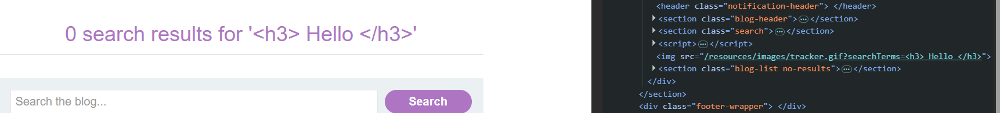 0 search results for '<h3> Hello </h3>'
Search the blog...
Search
<header class="notification-header"> </header>
<section class="blog-header">…</section>
<section class="search">…</section>
<script>…</script>
<img src="/resources/images/tracker.gif?searchTerms=<h3> Hello </h3>">
<section class="blog-list no-results">…</section>
</div>
</section>
<div class="footer-wrapper"> </div>